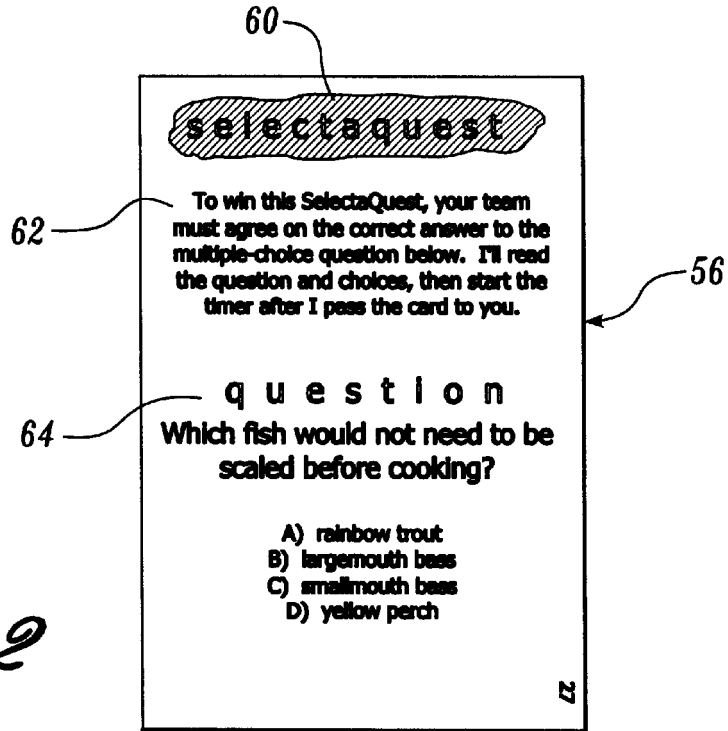 60
selectaquest
62
To win this SelectaQuest, your team
must agree on the correct answer to the
multiple-choice question below. I'll read
the question and choices, then start the
timer after I pass the card to you.
56
question
64
Which fish would not need to be
scaled before cooking?
A) rainbow trout
B) largemouth bass
C) smallmouth bass
D) yellow perch
27